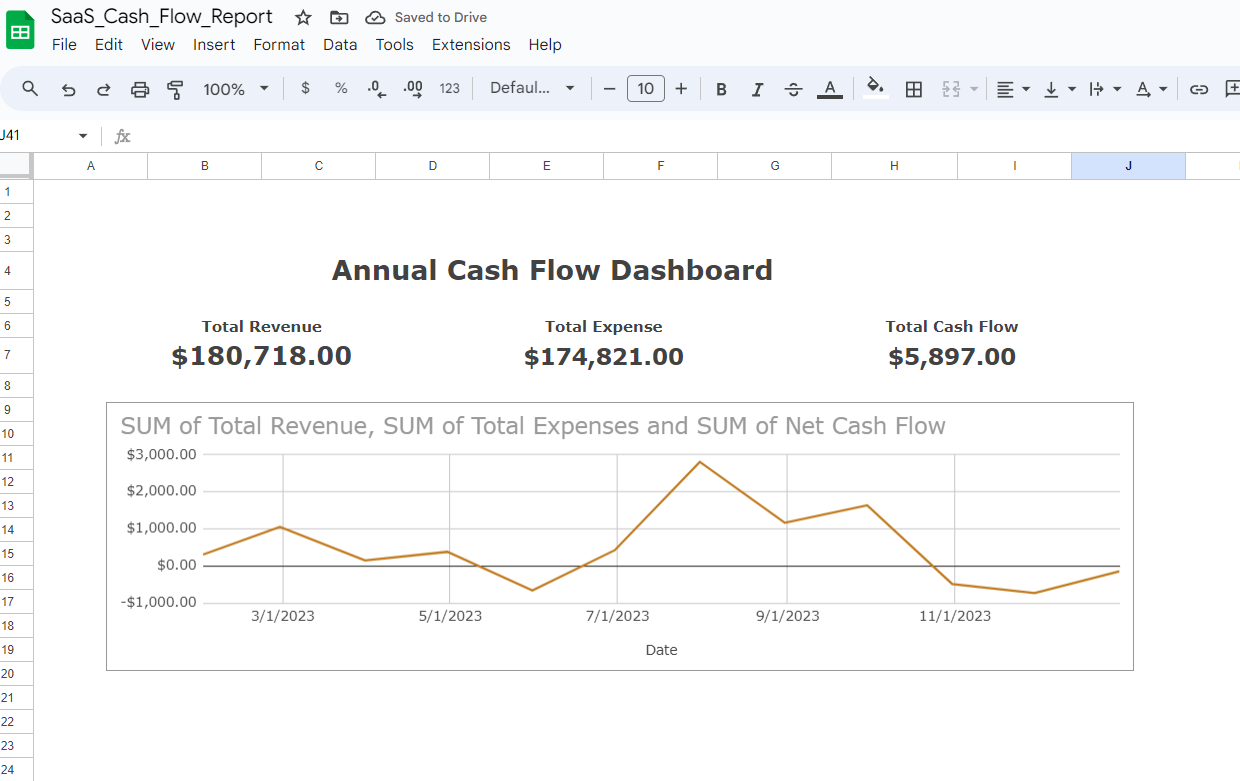 SaaS_Cash_Flow_Report Saved to Drive
File Edit View Insert Format Data Tools Extensions Help
100% $ % .0 .00 123 Defaul... 10 B I A A
J41 fx
A B C D E F G H I J
1
2
3
4 Annual Cash Flow Dashboard
5
6 Total Revenue Total Expense Total Cash Flow
7 $180,718.00 $174,821.00 $5,897.00
8
9
10 SUM of Total Revenue, SUM of Total Expenses and SUM of Net Cash Flow
11 $3,000.00
12 $2,000.00
13
14 $1,000.00
15 $0.00
16
17 -$1,000.00
18 3/1/2023 5/1/2023 7/1/2023 9/1/2023 11/1/2023
19 Date
20
21
22
23
24